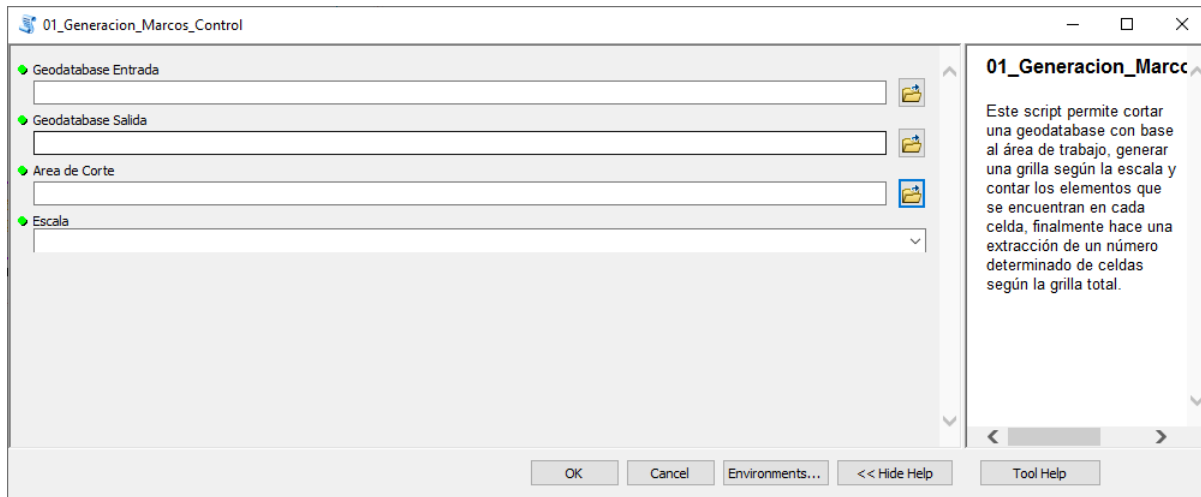 01_Generacion_Marcos_Control
Geodatabase Entrada
Geodatabase Salida
Area de Corte
Escala
01_Generacion_Marc
Este script permite cortar
una geodatabase con base
al área de trabajo, generar
una grilla según la escala y
contar los elementos que
se encuentran en cada
celda, finalmente hace una
extracción de un número
determinado de celdas
según la grilla total.
OK
Cancel
Environments...
<< Hide Help
Tool Help